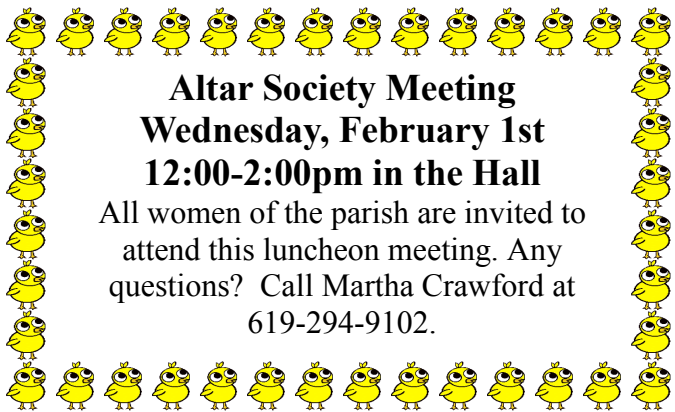 Altar Society Meeting
Wednesday, February 1st
12:00-2:00pm in the Hall
All women of the parish are invited to
attend this luncheon meeting. Any
questions?  Call Martha Crawford at
619-294-9102.